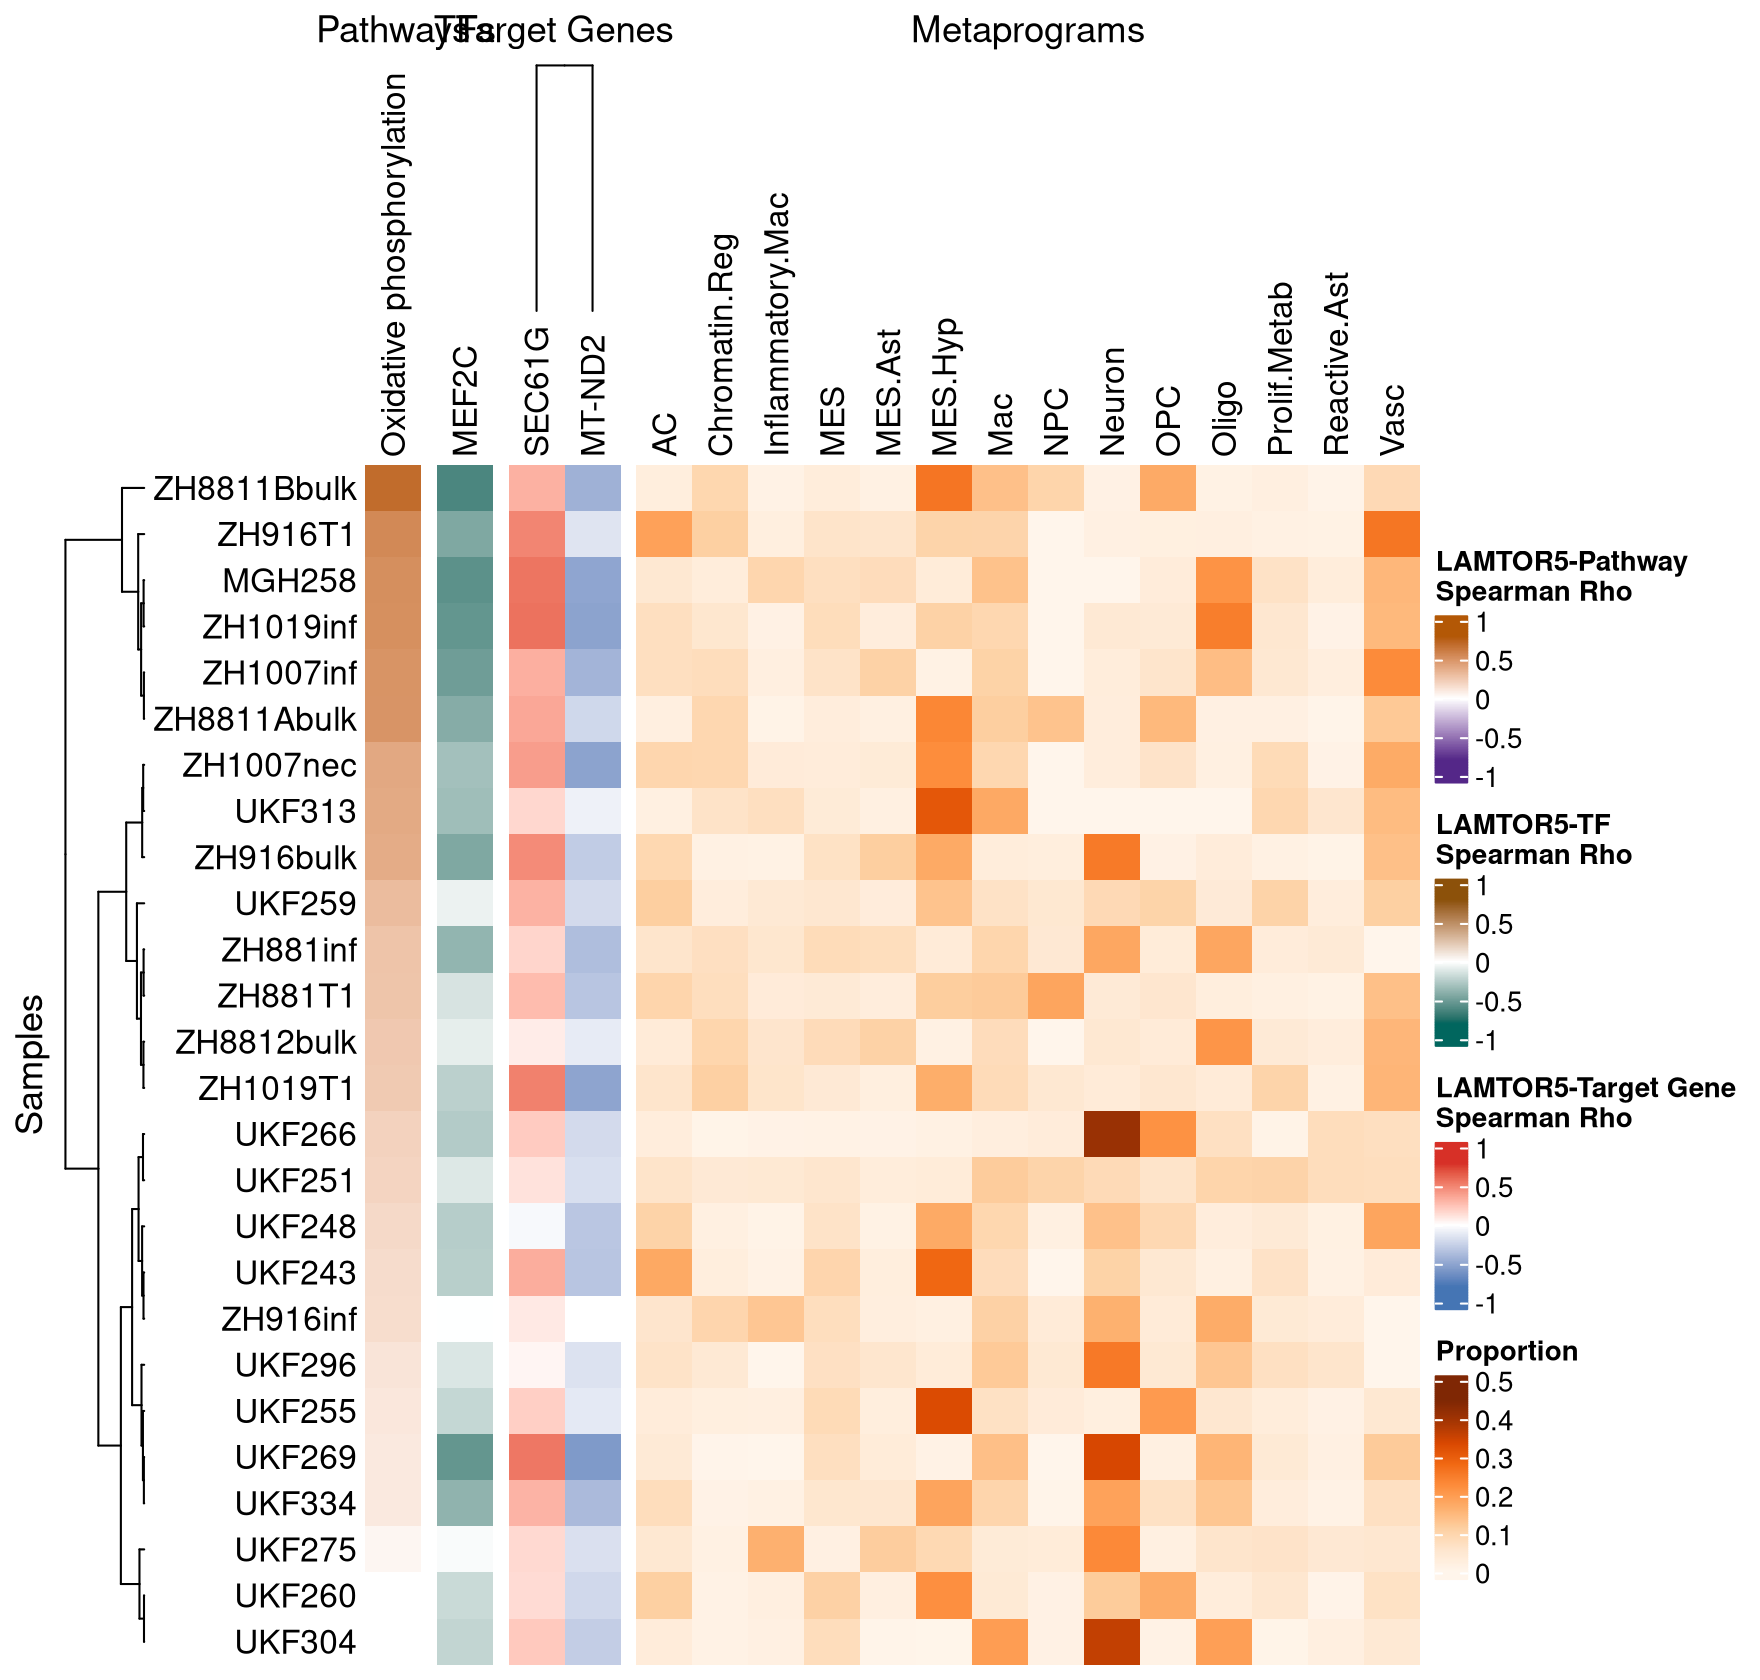 Pathways TFs Target Genes Metaprograms
Oxidative phosphorylation
MEF2C
SEC61G
MT-ND2
AC
Chromatin.Reg
Inflammatory.Mac
MES
MES.Ast
MES.Hyp
Mac
NPC
Neuron
OPC
Oligo
Prolif.Metab
Reactive.Ast
Vasc
Samples
ZH8811Bbulk
ZH916T1
MGH258
ZH1019inf
ZH1007inf
ZH8811Abulk
ZH1007nec
UKF313
ZH916bulk
UKF259
ZH881inf
ZH881T1
ZH8812bulk
ZH1019T1
UKF266
UKF251
UKF248
UKF243
ZH916inf
UKF296
UKF255
UKF269
UKF334
UKF275
UKF260
UKF304
LAMTOR5-Pathway
Spearman Rho
1
0.5
0
-0.5
-1
LAMTOR5-TF
Spearman Rho
1
0.5
0
-0.5
-1
LAMTOR5-Target Gene
Spearman Rho
1
0.5
0
-0.5
-1
Proportion
0.5
0.4
0.3
0.2
0.1
0